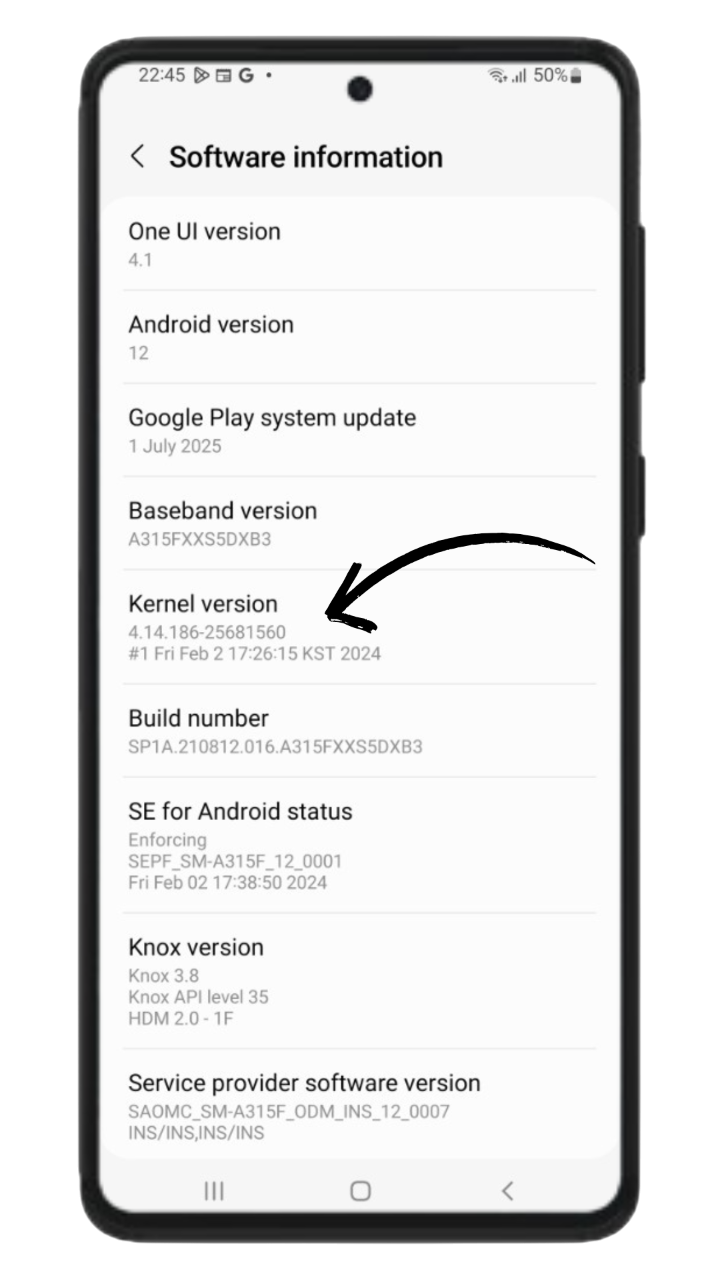 22:45 G • 50%
Software information
One UI version
4.1
Android version
12
Google Play system update
1 July 2025
Baseband version
A315FXXS5DXB3
Kernel version
4.14.186-25681560
#1 Fri Feb 2 17:26:15 KST 2024
Build number
SP1A.210812.016.A315FXXS5DXB3
SE for Android status
Enforcing
SEPF_SM-A315F_12_0001
Fri Feb 02 17:38:50 2024
Knox version
Knox 3.8
Knox API level 35
HDM 2.0 - 1F
Service provider software version
SAOMC_SM-A315F_ODM_INS_12_0007
INS/INS,INS/INS